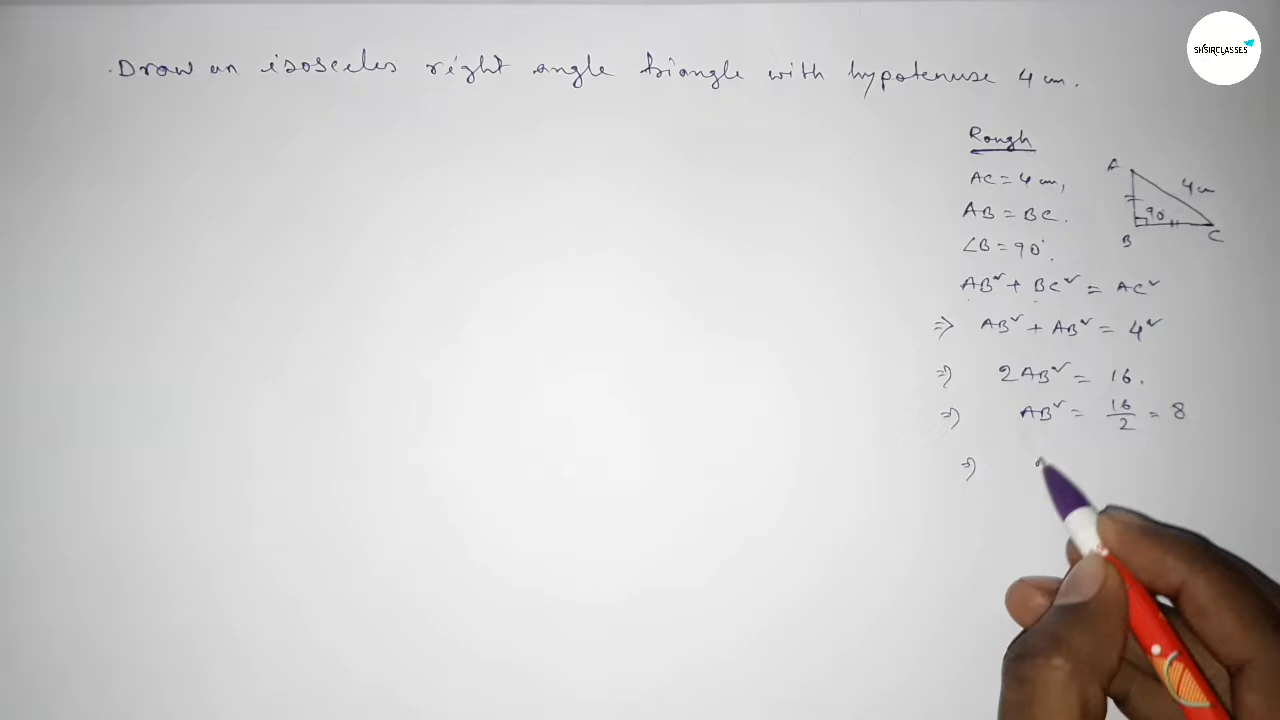 .Draw an isosceles right angle triangle with hypotenuse 4 cm.
SHSIRCLASSES
Rough
AC = 4 cm,
AB = BC.
∠B = 90°.
AB² + BC² = AC²
⇒ AB² + AB² = 4²
⇒ 2AB² = 16.
⇒ AB² = 16/2 = 8
⇒
A
4 cm
90°
B
C